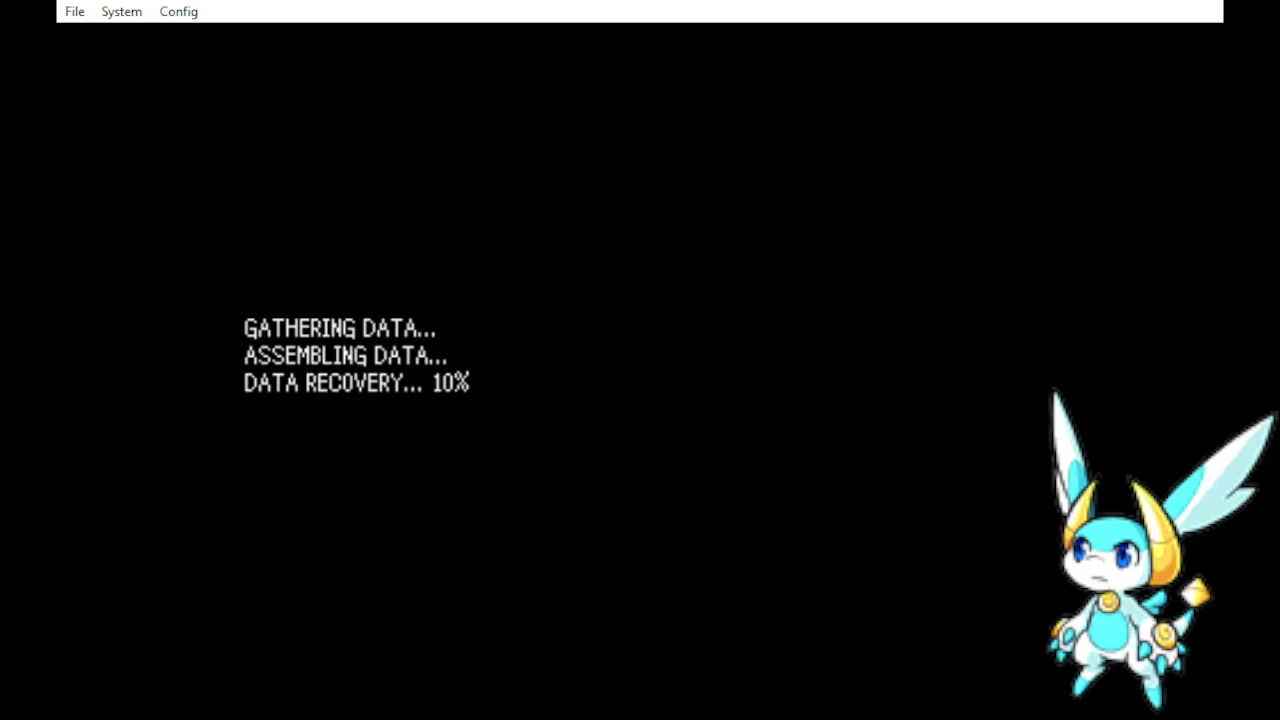 File System Config
GATHERING DATA...
ASSEMBLING DATA...
DATA RECOVERY... 10%